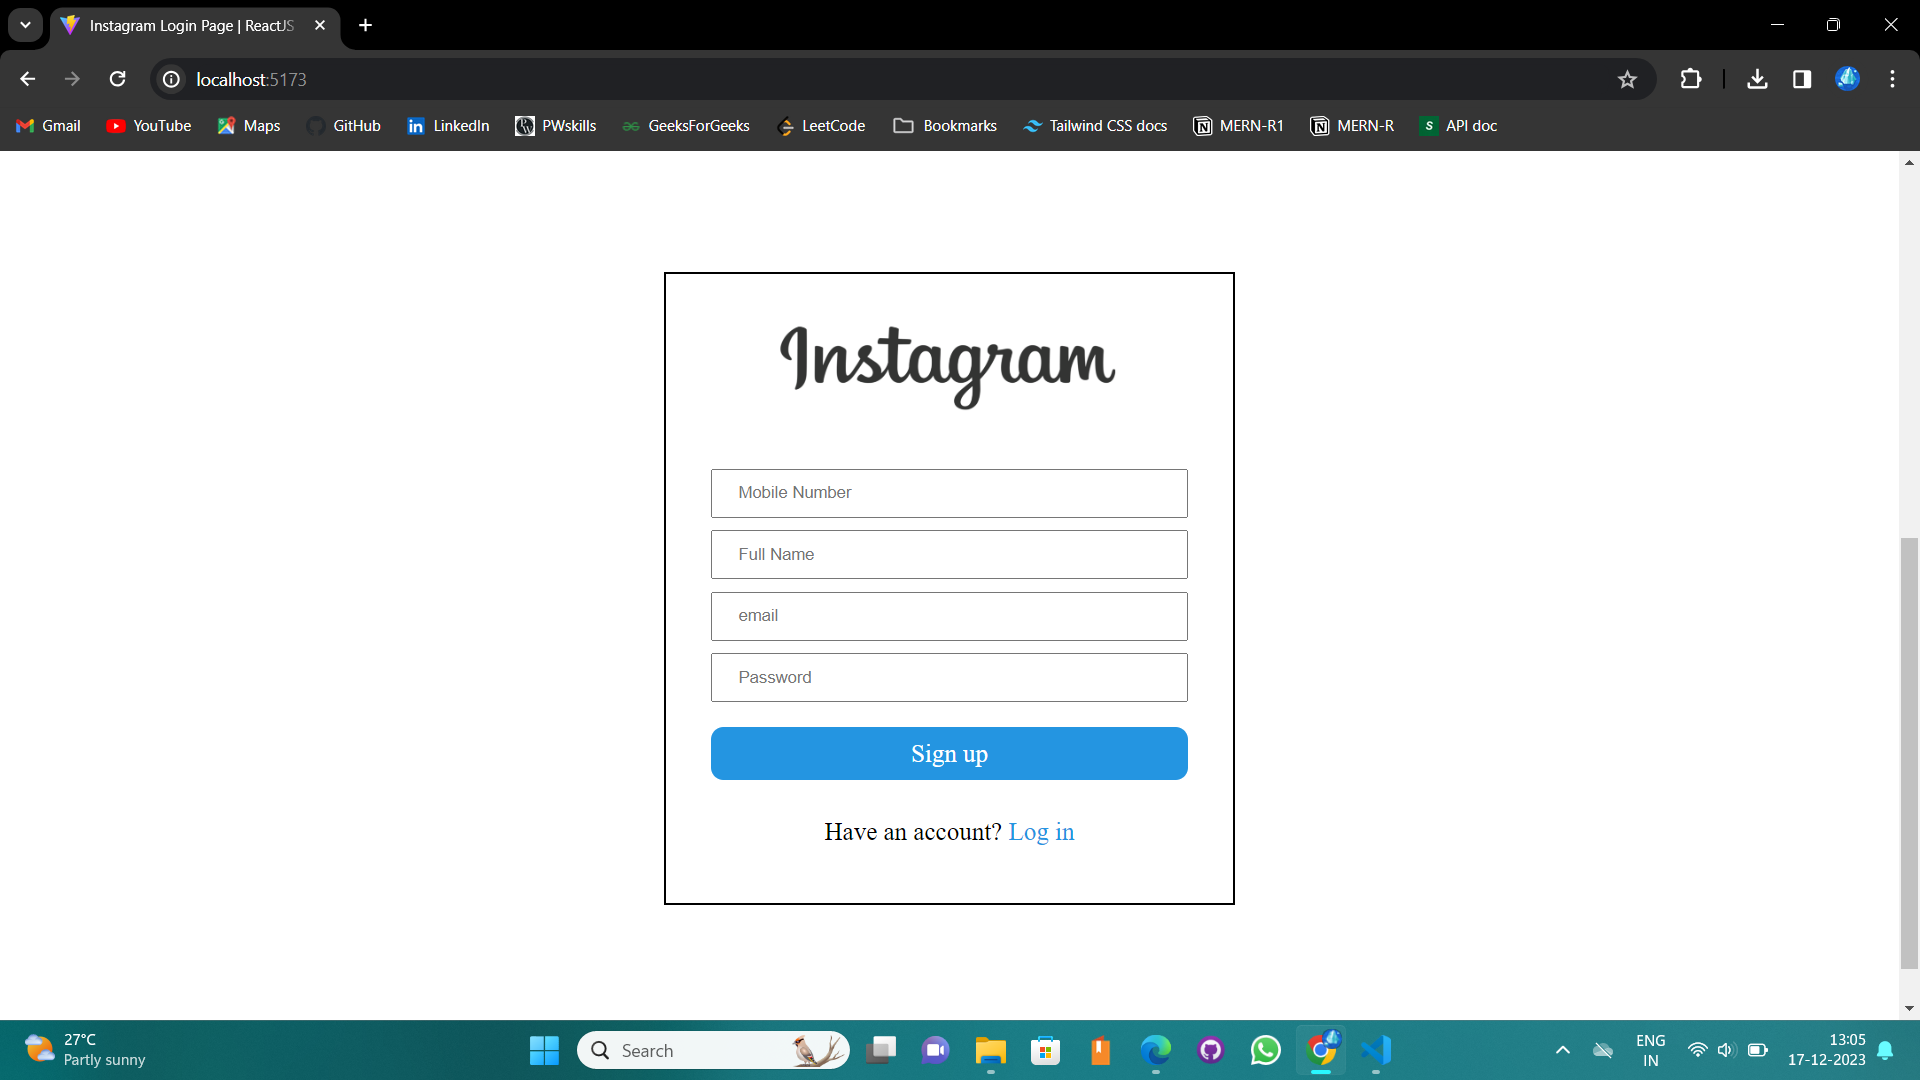 Instagram Login Page | ReactJS
localhost:5173
Gmail YouTube Maps GitHub LinkedIn PWskills GeeksForGeeks LeetCode Bookmarks Tailwind CSS docs MERN-R1 MERN-R S API doc
Instagram
Mobile Number
Full Name
email
Password
Sign up
Have an account? Log in
27°C
Partly sunny
Search
ENG
IN
13:05
17-12-2023